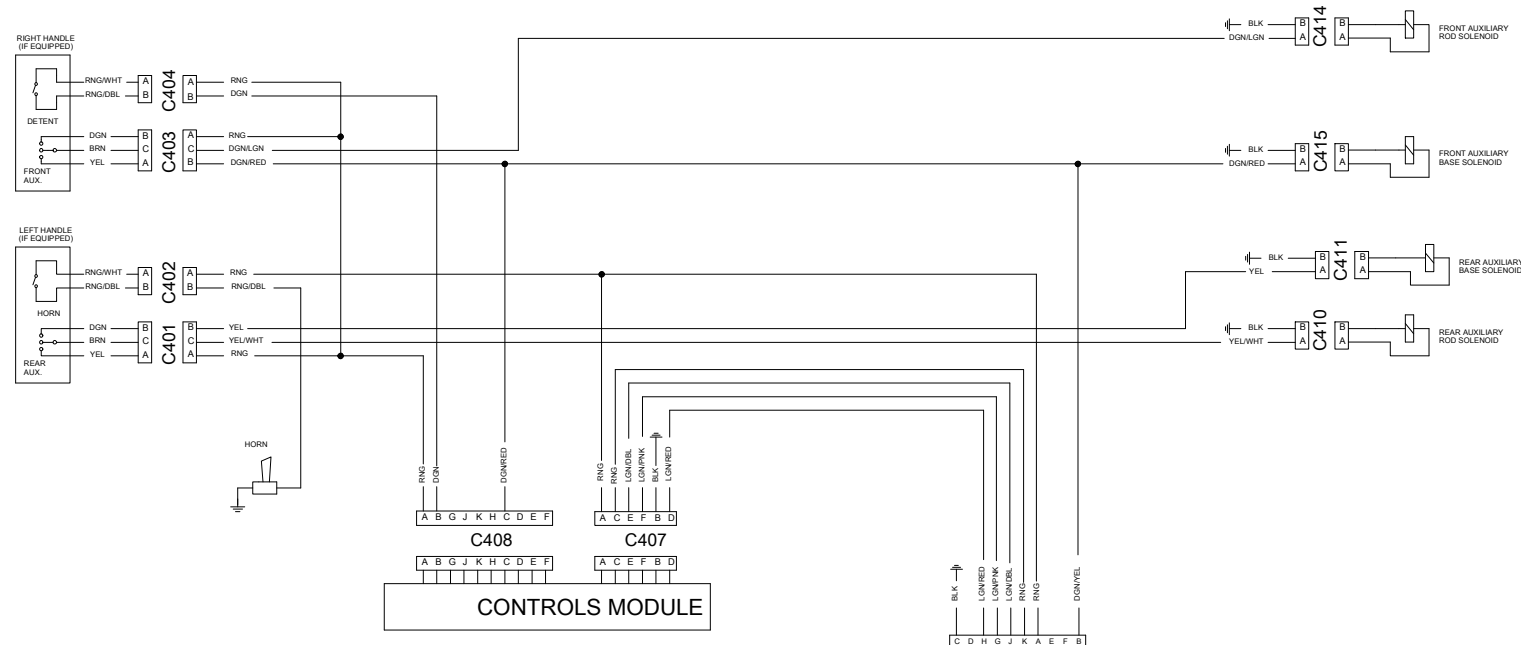 RIGHT HANDLE
(IF EQUIPPED)
RNG/WHT A
RNG/DBL B
C404
A RNG
B DGN
DETENT
DGN B
BRN C
YEL A
C403
A RNG
C DGN/LGN
B DGN/RED
FRONT
AUX.
LEFT HANDLE
(IF EQUIPPED)
RNG/WHT A
RNG/DBL B
C402
A RNG
B RNG/DBL
HORN
DGN B
BRN C
YEL A
C401
B YEL
C YEL/WHT
A RNG
REAR
AUX.
HORN
BLK B
DGN/LGN A
C414
B
A
FRONT AUXILIARY
ROD SOLENOID
BLK B
DGN/RED A
C415
B
A
FRONT AUXILIARY
BASE SOLENOID
BLK B
YEL A
C411
B
A
REAR AUXILIARY
BASE SOLENOID
BLK B
YEL/WHT A
C410
B
A
REAR AUXILIARY
ROD SOLENOID
RNG
DGN
DGN/RED
A B G J K H C D E F
C408
A B G J K H C D E F
RNG
RNG
LGN/DBL
LGN/PNK
BLK
LGN/RED
A C E F B D
C407
A C E F B D
CONTROLS MODULE
BLK
LGN/RED
LGN/PNK
LGN/DBL
RNG
RNG
DGN/YEL
C D H G J K A E F B